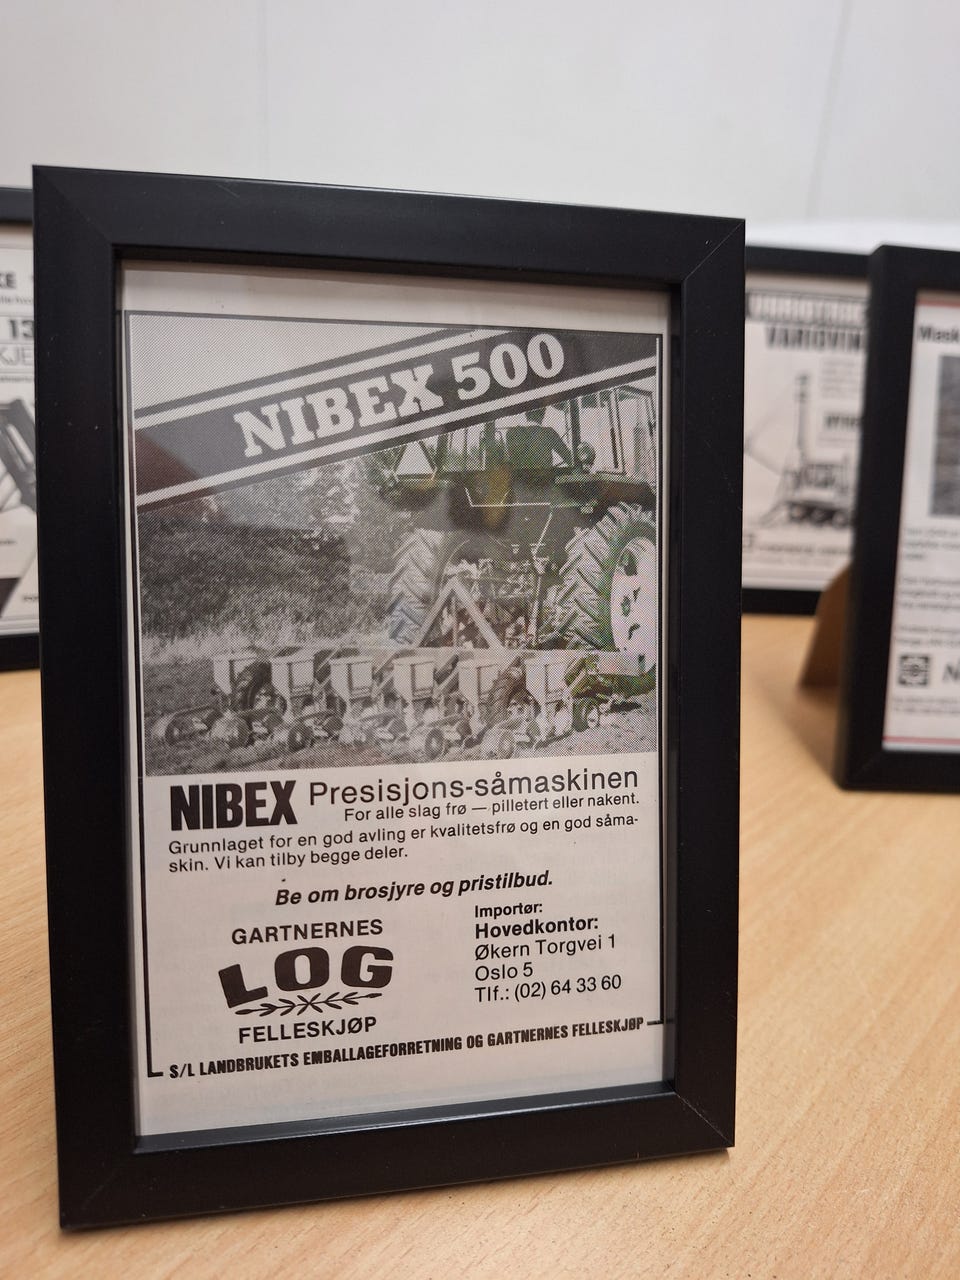 NIBEX 500
NIBEX Presisjons-såmaskinen
For alle slag frø — pilletert eller nakent.
Grunnlaget for en god avling er kvalitetsfrø og en god såma-
skin. Vi kan tilby begge deler.
Be om brosjyre og pristilbud.
GARTNERNES
LOG
FELLESKJØP
Importør:
Hovedkontor:
Økern Torgvei 1
Oslo 5
Tlf.: (02) 64 33 60
S/L LANDBRUKETS EMBALLAGEFORRETNING OG GARTNERNES FELLESKJØP
13
Mask